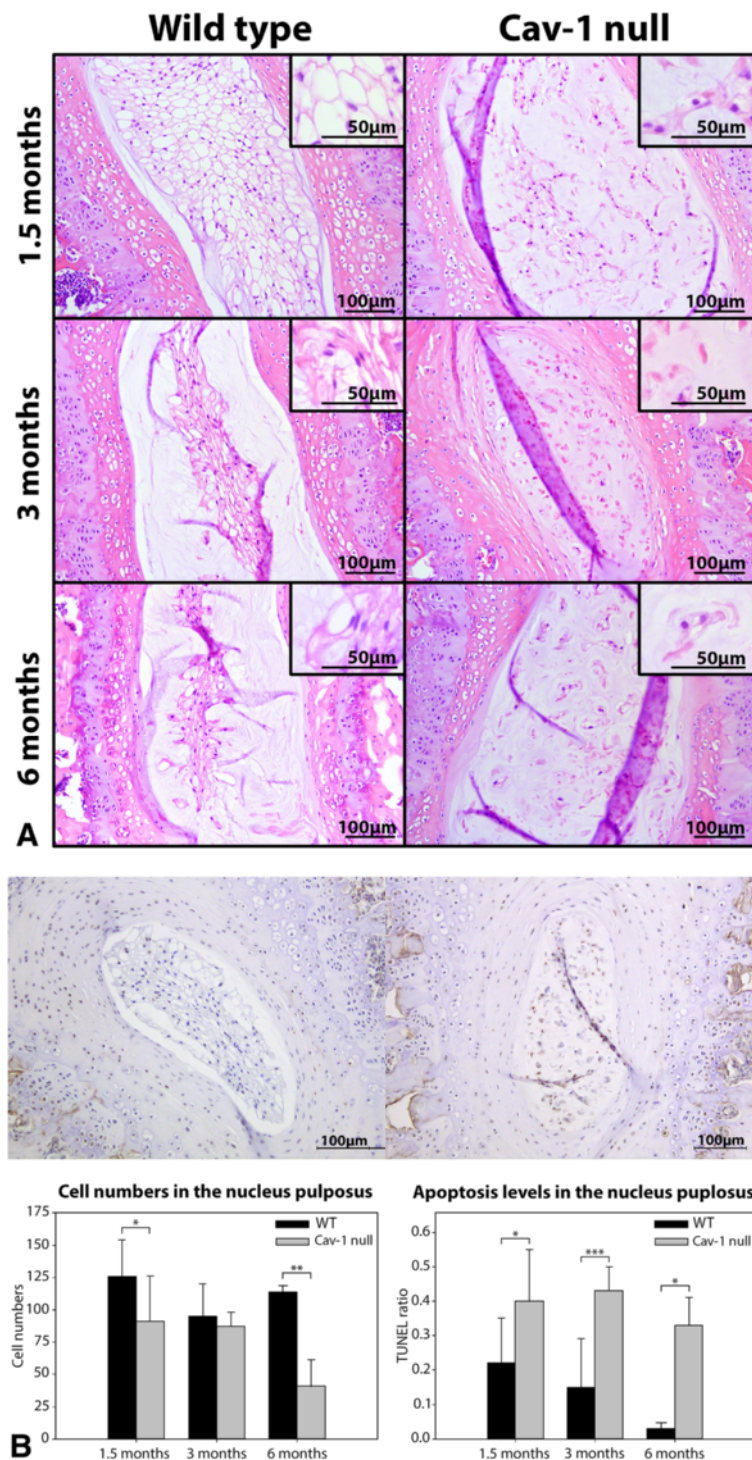 Wild type
Cav-1 null
1.5 months
50μm
100μm
50μm
100μm
3 months
50μm
100μm
50μm
100μm
6 months
50μm
100μm
50μm
100μm
A
100μm
100μm
Cell numbers in the nucleus pulposus
175
150
125
100
75
50
25
0
Cell numbers
WT
Cav-1 null
*
**
1.5 months
3 months
6 months
Apoptosis levels in the nucleus puplosus
0.6
0.5
0.4
0.3
0.2
0.1
0.0
TUNEL ratio
WT
Cav-1 null
*
***
*
1.5 months
3 months
6 months
B